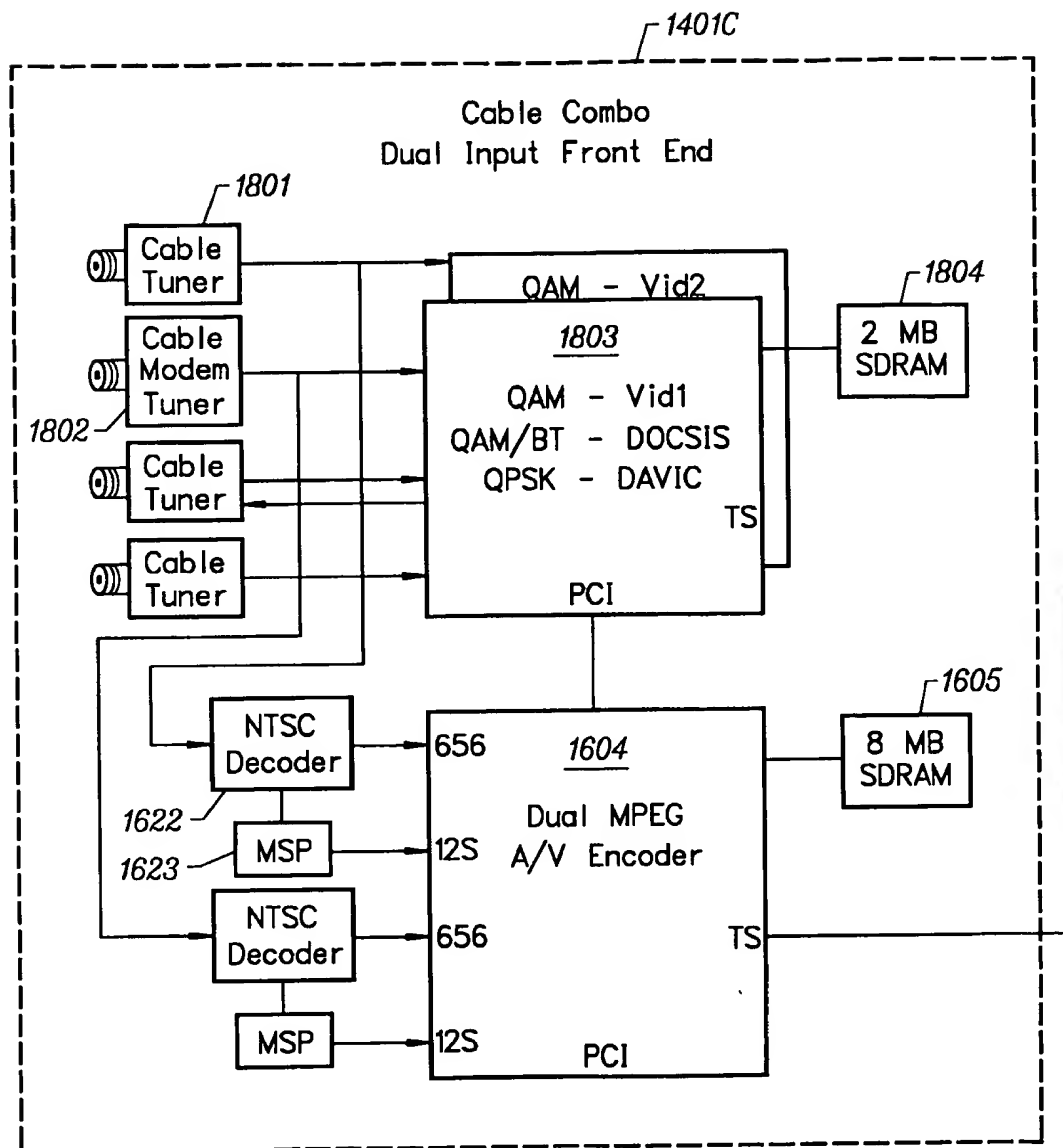 1401C
Cable Combo
Dual Input Front End
1801
Cable
Tuner
QAM - Vid2
1804
2 MB
SDRAM
1803
Cable
Modem
Tuner
1802
QAM - Vid1
QAM/BT - DOCSIS
QPSK - DAVIC
Cable
Tuner
TS
Cable
Tuner
PCI
1605
8 MB
SDRAM
NTSC
Decoder
656
1604
1622
Dual MPEG
A/V Encoder
MSP
12S
1623
NTSC
Decoder
656
TS
MSP
12S
PCI